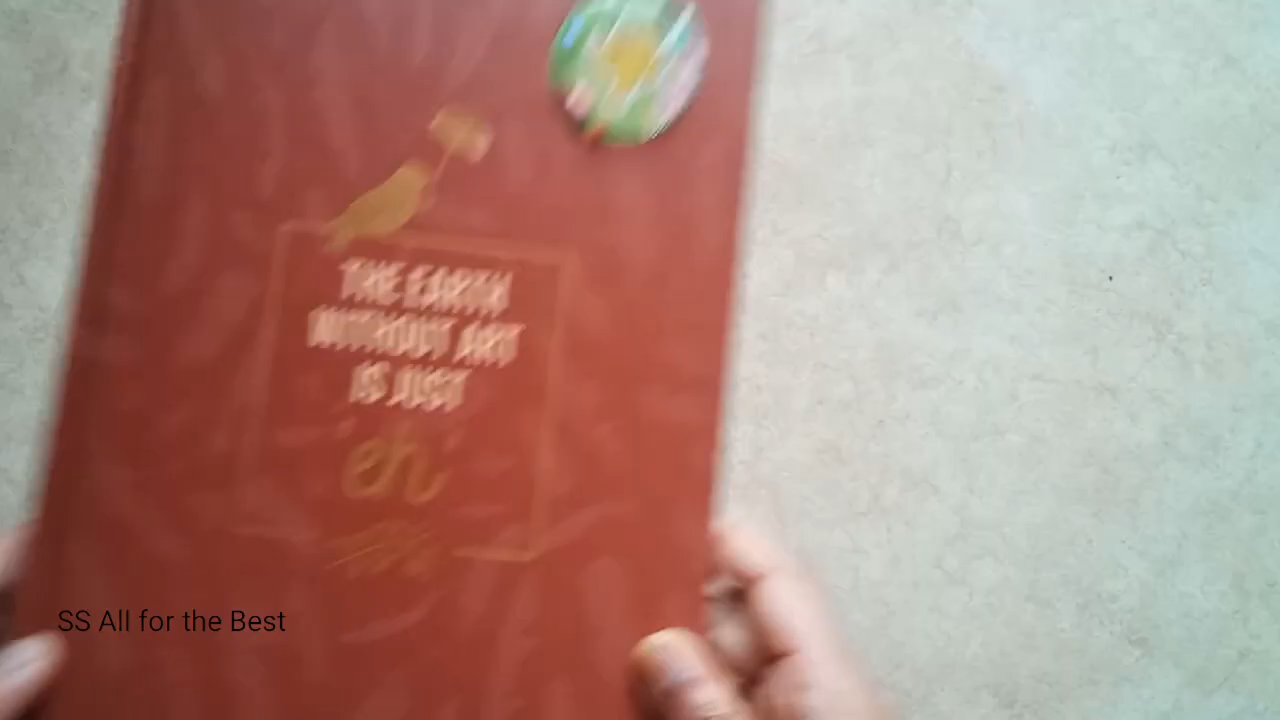 THE EARTH
WITHOUT ART
IS JUST
eh
SS All for the Best